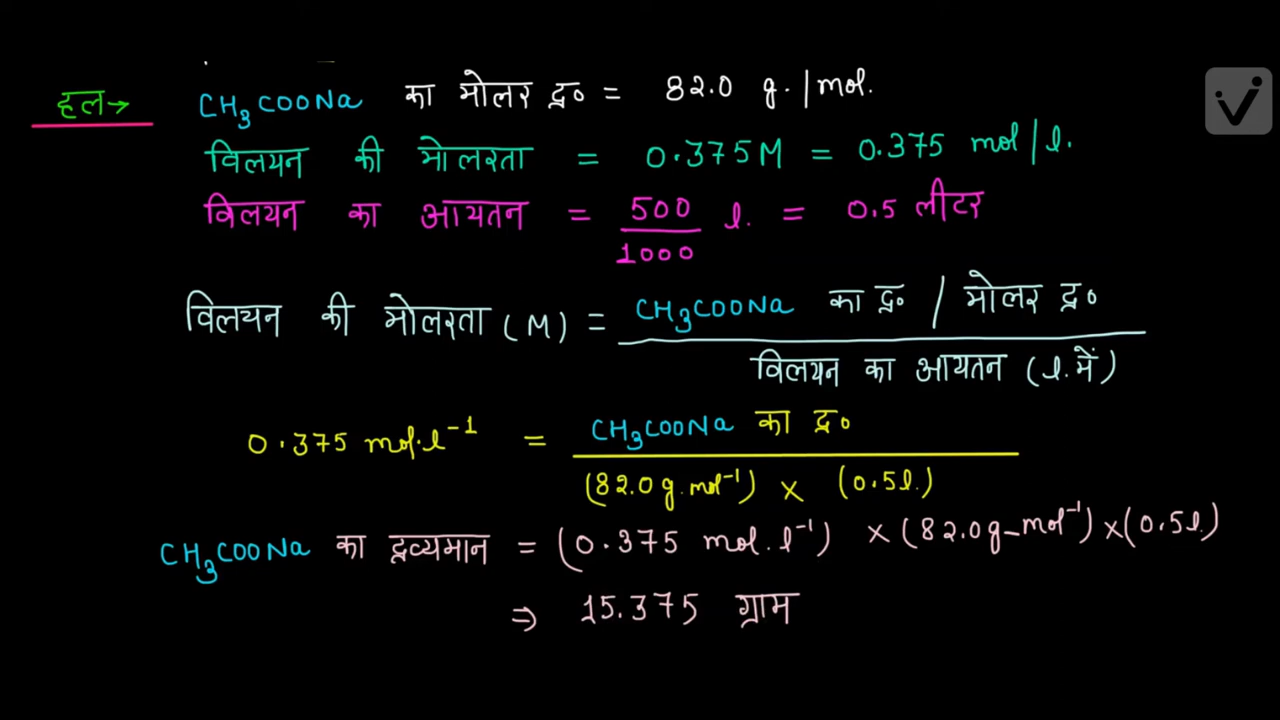 हल→ CH3COONa का मोलर द्र० = 82.0 g./mol.
विलयन की मोलरता = 0.375M = 0.375 mol/l.
विलयन का आयतन = 500/1000 l. = 0.5 लीटर
विलयन की मोलरता (M) = CH3COONa का द्र० / मोलर द्र०
विलयन का आयतन (l. में)
0.375 mol.l⁻¹ = CH3COONa का द्र०
(82.0g.mol⁻¹) × (0.5l.)
CH3COONa का द्रव्यमान = (0.375 mol.l⁻¹) × (82.0g-mol⁻¹) × (0.5l.)
⇒ 15.375 ग्राम